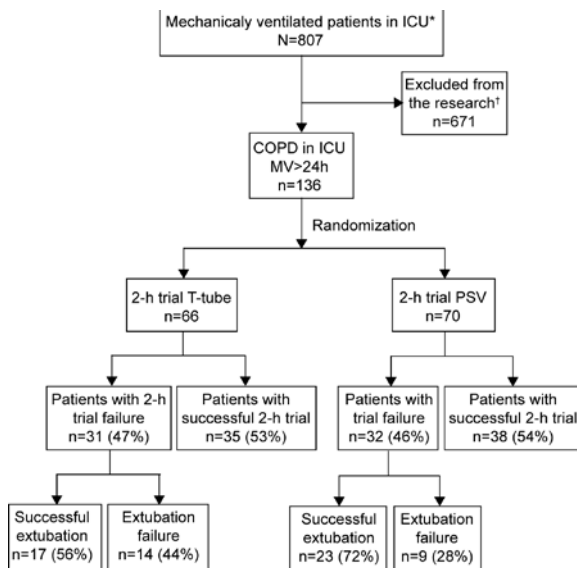 Mechanicaly ventilated patients in ICU*
N=807
Excluded from
the research†
n=671
COPD in ICU
MV>24h
n=136
Randomization
2-h trial T-tube
n=66
2-h trial PSV
n=70
Patients with 2-h
trial failure
n=31 (47%)
Patients with
successful 2-h trial
n=35 (53%)
Patients with
trial failure
n=32 (46%)
Patients with
successful 2-h trial
n=38 (54%)
Successful
extubation
n=17 (56%)
Extubation
failure
n=14 (44%)
Successful
extubation
n=23 (72%)
Extubation
failure
n=9 (28%)